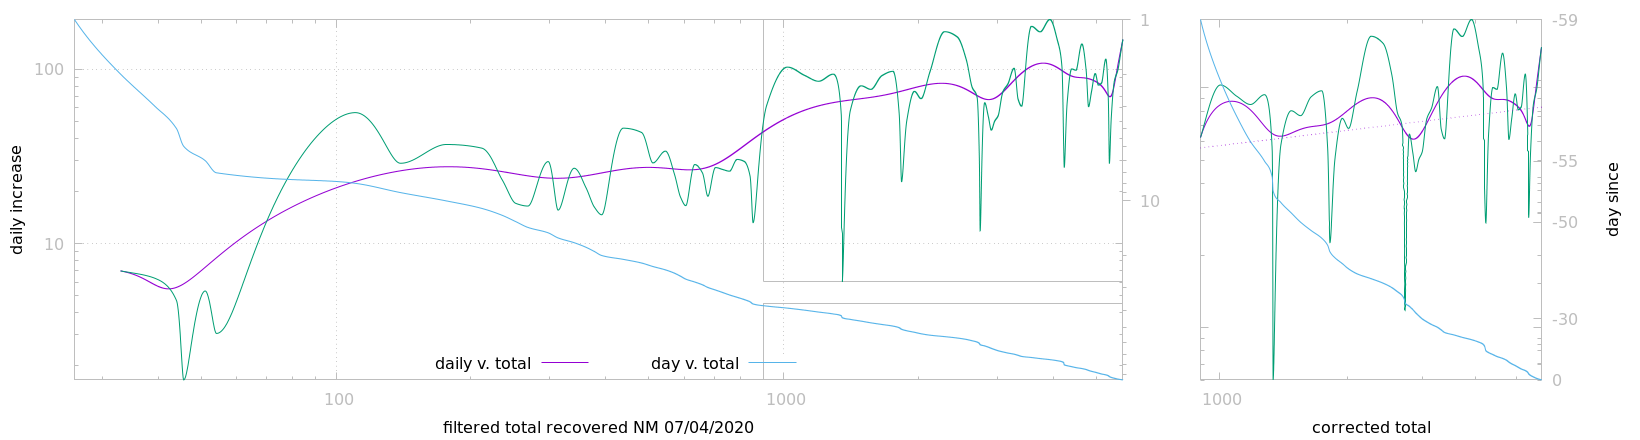 1
-59
100
daily increase
-55
day since
10
-50
10
-30
daily v. total
day v. total
0
100
1000
1000
filtered total recovered NM 07/04/2020
corrected total